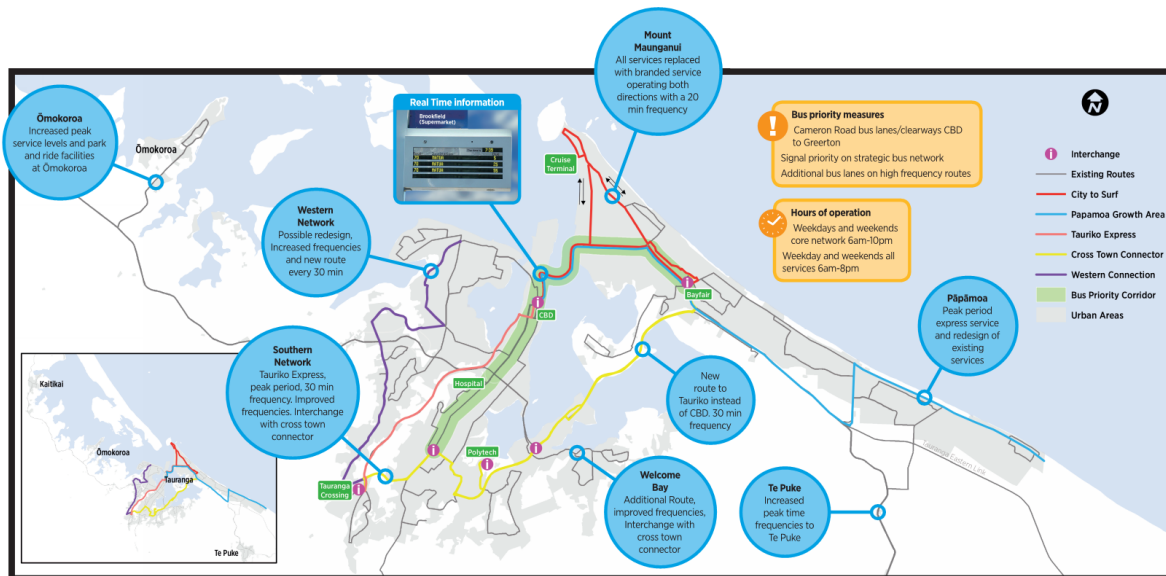 Mount
Maunganui
All services replaced
with branded service
operating both
directions with a 20
min frequency
Ōmokoroa
Increased peak
service levels and park
and ride facilities
at Ōmokoroa
Ōmokoroa
Real Time Information
Brookfield
(Supermarket)
Cruise
Terminal
Bus priority measures
Cameron Road bus lanes/clearways CBD
to Greerton
Signal priority on strategic bus network
Additional bus lanes on high frequency routes
Hours of operation
Weekdays and weekends
core network 6am-10pm
Weekday and weekends all
services 6am-8pm
N
Interchange
Existing Routes
City to Surf
Papamoa Growth Area
Tauriko Express
Cross Town Connector
Western Connection
Bus Priority Corridor
Urban Areas
Western
Network
Possible redesign,
Increased frequencies
and new route
every 30 min
Bayfair
CBD
Pāpāmoa
Peak period
express service
and redesign of
existing
services
Southern
Network
Tauriko Express,
peak period, 30 min
frequency. Improved
frequencies. Interchange
with cross town
connector
Hospital
New
route to
Tauriko instead
of CBD. 30 min
frequency
Polytech
Tauranga
Crossing
Tauranga Eastern Link
Welcome
Bay
Additional Route,
improved frequencies,
Interchange with
cross town
connector
Te Puke
Increased
peak time
frequencies to
Te Puke
Kaitikai
Ōmokoroa
Tauranga
Te Puke